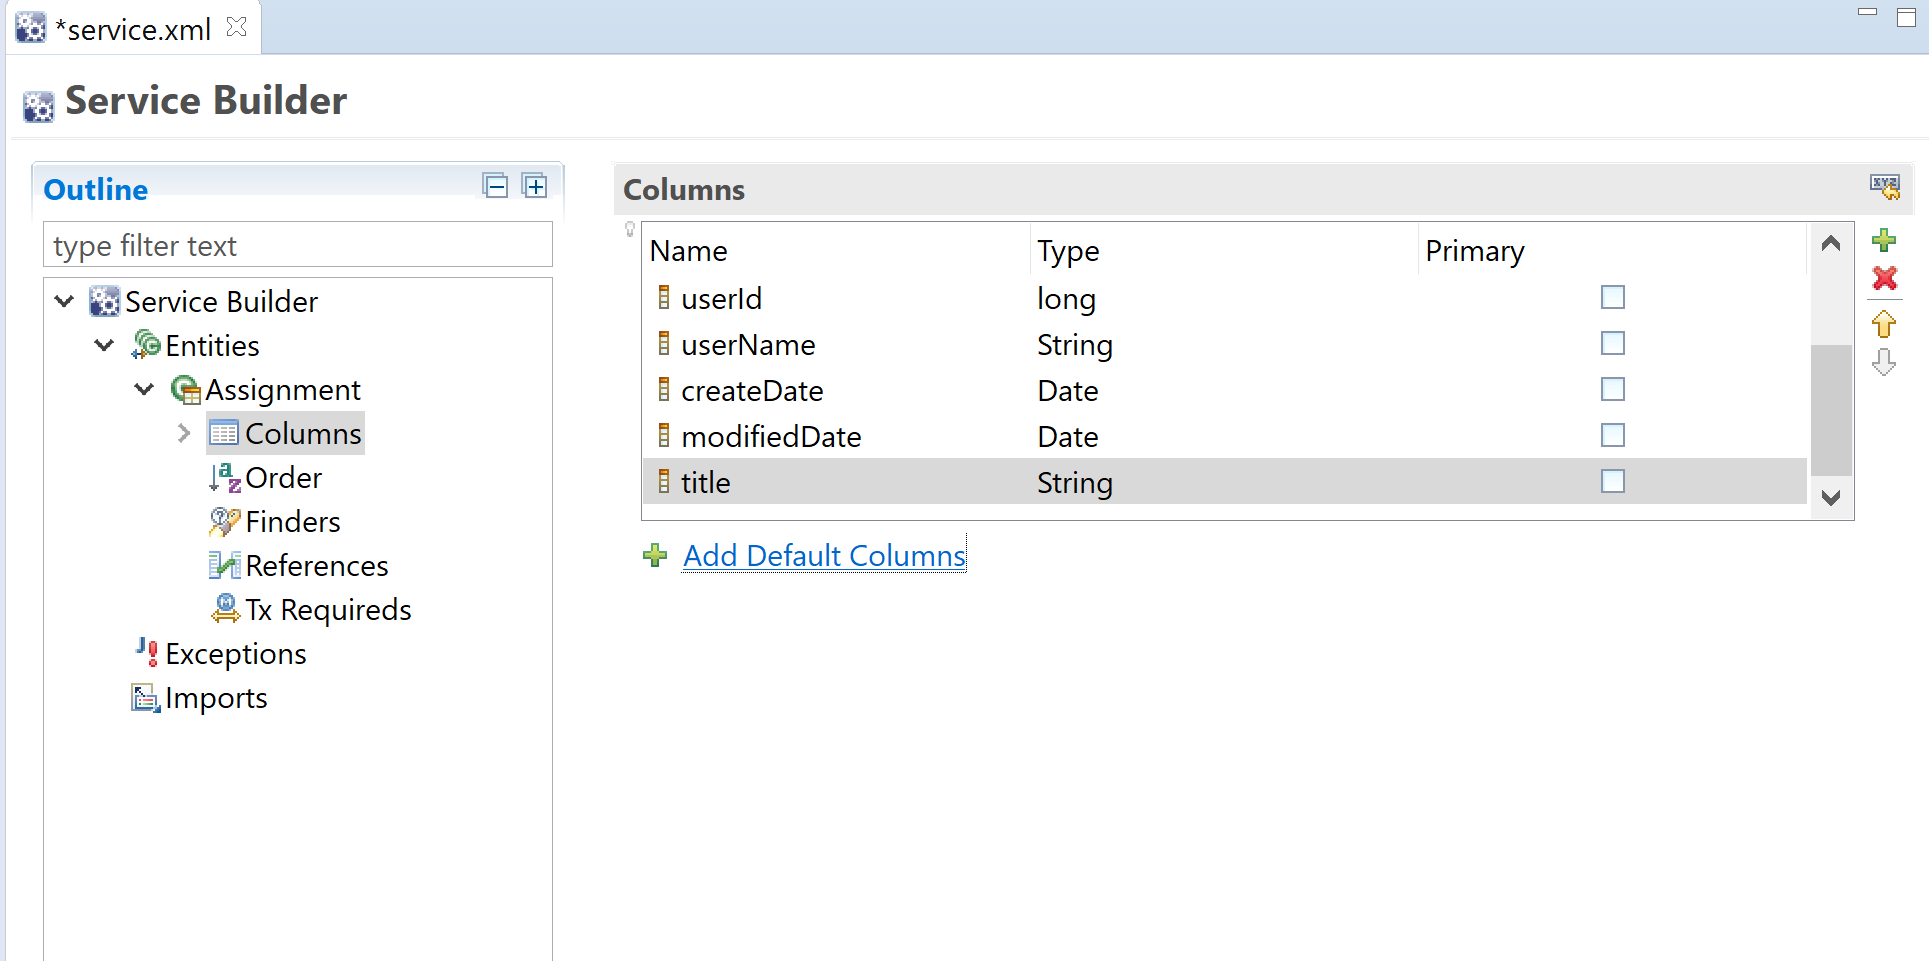 *service.xml
Service Builder
Outline
type filter text
Service Builder
Entities
Assignment
Columns
Order
Finders
References
Tx Requireds
Exceptions
Imports
Columns
Name Type Primary
userId long
userName String
createDate Date
modifiedDate Date
title String
Add Default Columns